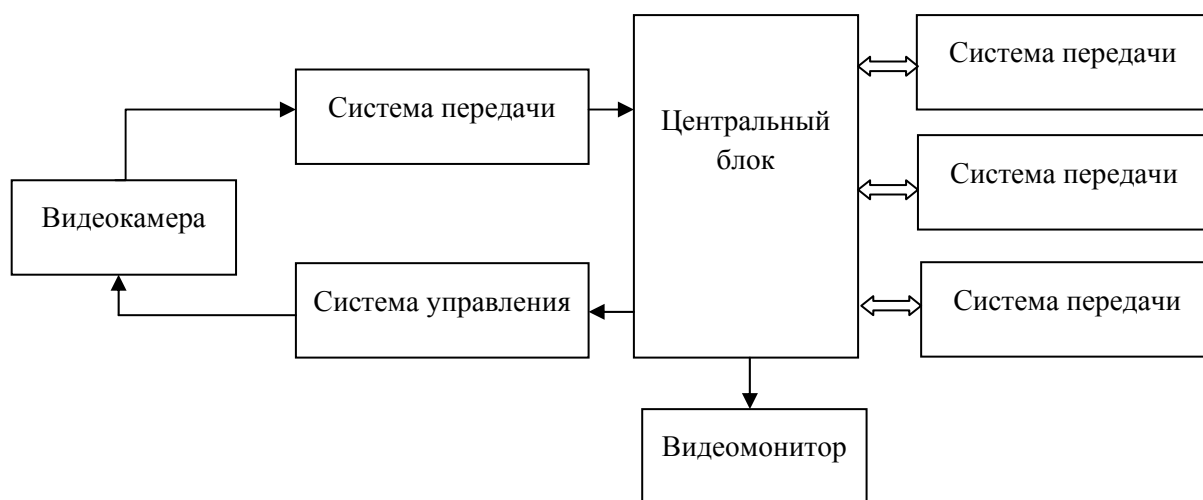 Система передачи
Система передачи
Центральный
блок
Система передачи
Видеокамера
Система управления
Система передачи
Видеомонитор